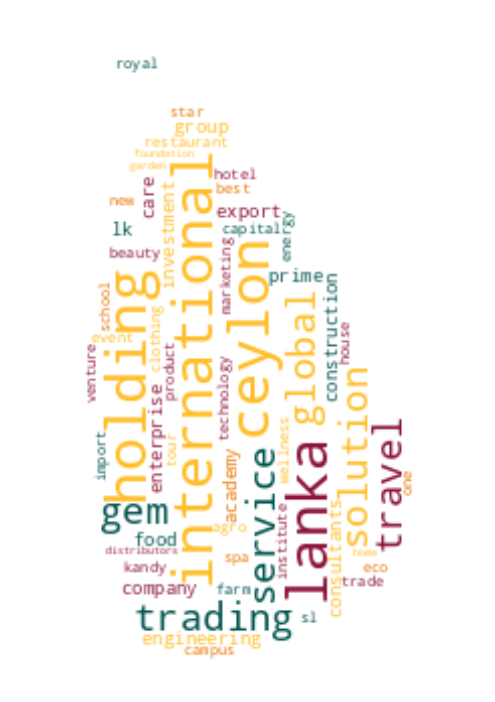 royal
star
group
restaurant
foundation
garden
hotel
best
new
care
investment
international
export
lk
capital
energy
beauty
marketing
ceylon
prime
holding
school
event
clothing
product
global
construction
house
venture
enterprise
tour
technology
wellness
solution
travel
one
import
academy
service
lanka
institute
consultants
gem
food
agro
distributors
spa
home
eco
kandy
trade
company
farm
trading
sl
engineering
campus